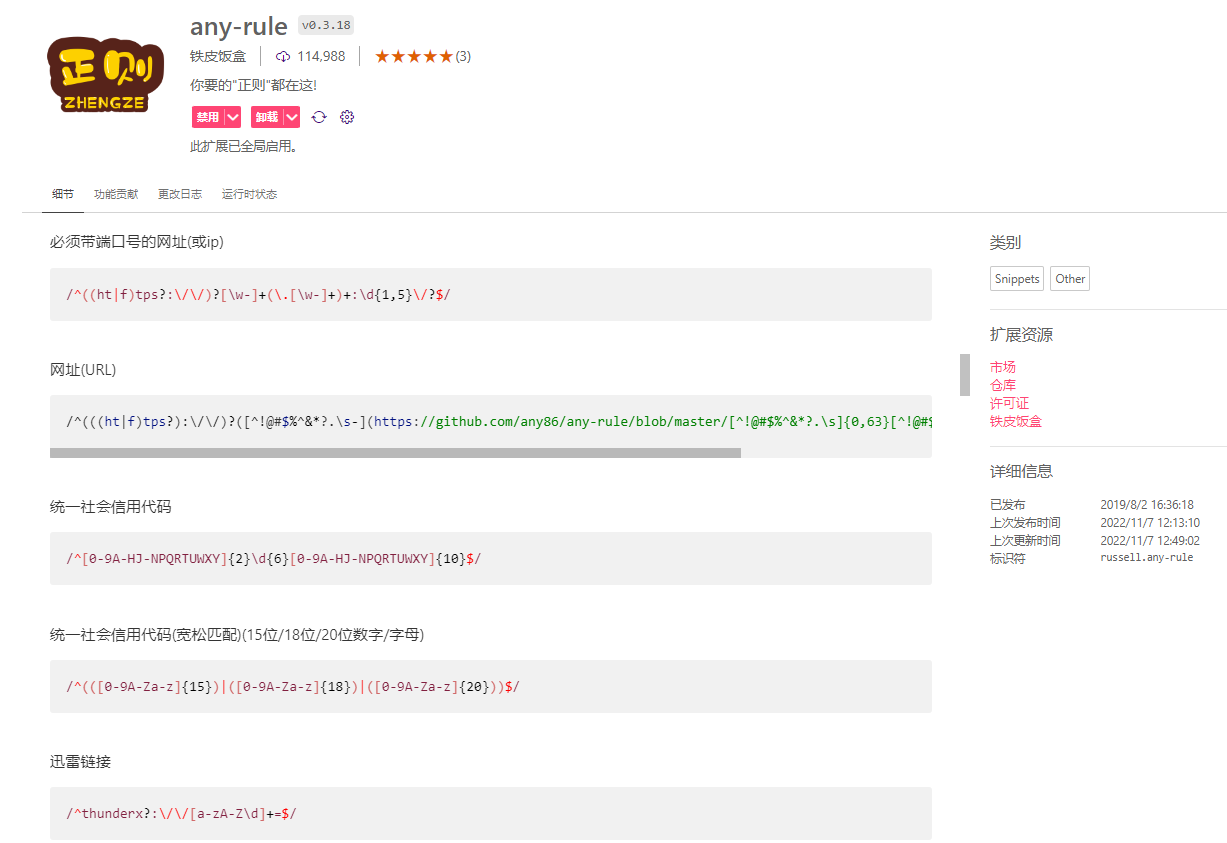 正则
ZHENGZE
any-rule v0.3.18
铁皮饭盒 114,988 ★★★★★(3)
你要的"正则"都在这!
禁用 卸载
此扩展已全局启用。
细节 功能贡献 更改日志 运行时状态
必须带端口号的网址(或ip)
/^((ht|f)tps?:\/\/)?[\w-]+(\.[\w-]+)+:\d{1,5}\/?$/
网址(URL)
/^(((ht|f)tps?):\/\/)?([^!@#$%^&*?.\s-](https://github.com/any86/any-rule/blob/master/[^!@#$%^&*?.\s]{0,63}[^!@#$
统一社会信用代码
/^[0-9A-HJ-NPQRTUWXY]{2}\d{6}[0-9A-HJ-NPQRTUWXY]{10}$/
统一社会信用代码(宽松匹配)(15位/18位/20位数字/字母)
/^(([0-9A-Za-z]{15})|([0-9A-Za-z]{18})|([0-9A-Za-z]{20}))$/
迅雷链接
/^thunderx?:\/\/[a-zA-Z\d]+=$/
类别
Snippets Other
扩展资源
市场
仓库
许可证
铁皮饭盒
详细信息
已发布 2019/8/2 16:36:18
上次发布时间 2022/11/7 12:13:10
上次更新时间 2022/11/7 12:49:02
标识符 russell.any-rule